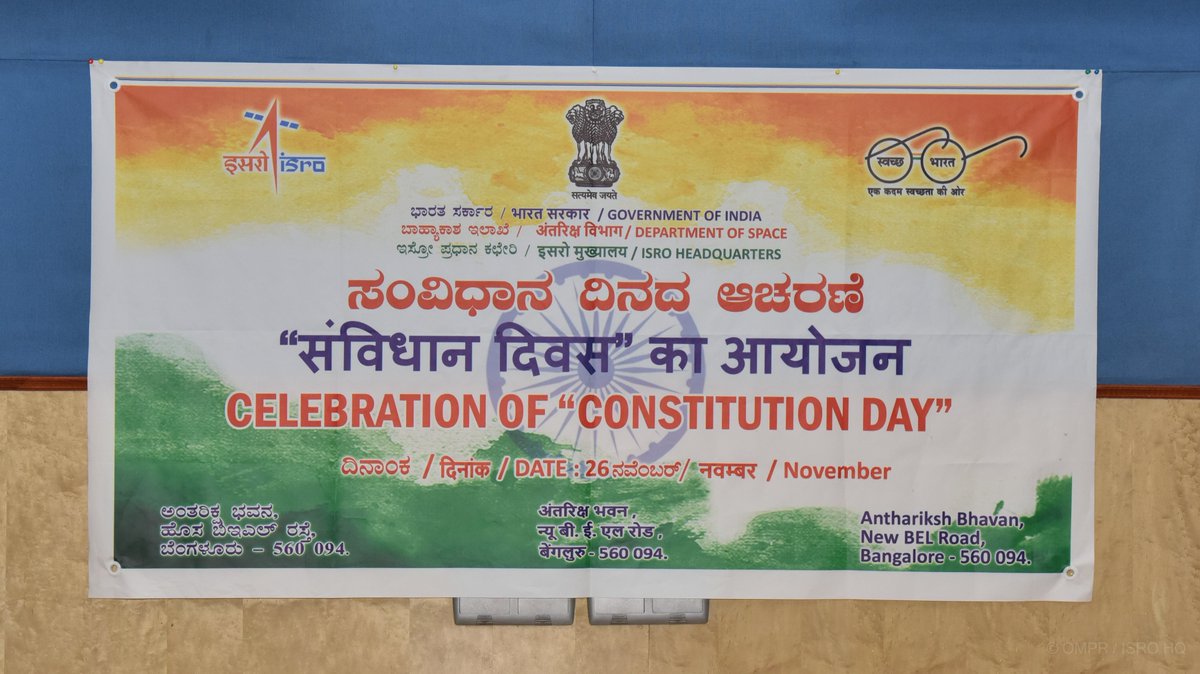 इसरो isro
सत्यमेव जयते
स्वच्छ भारत
एक कदम स्वच्छता की ओर
ಭಾರತ ಸರ್ಕಾರ / भारत सरकार / GOVERNMENT OF INDIA
ಬಾಹ್ಯಾಕಾಶ ಇಲಾಖೆ / अंतरिक्ष विभाग / DEPARTMENT OF SPACE
ಇಸ್ರೋ ಪ್ರಧಾನ ಕಛೇರಿ / इसरो मुख्यालय / ISRO HEADQUARTERS
ಸಂವಿಧಾನ ದಿನದ ಆಚರಣೆ
“संविधान दिवस” का आयोजन
CELEBRATION OF “CONSTITUTION DAY”
ದಿನಾಂಕ / दिनांक / DATE : 26 ನವೆಂಬರ್/ नवम्बर / November
ಅಂತರಿಕ್ಷ ಭವನ,
ಹೊಸ ಬಿಇಎಲ್ ರಸ್ತೆ,
ಬೆಂಗಳೂರು - 560 094.
अंतरिक्ष भवन ,
न्यू बी. ई. एल रोड ,
बेंगलुरु - 560 094.
Anthariksh Bhavan,
New BEL Road,
Bangalore - 560 094.
© OMPR / ISRO HQ